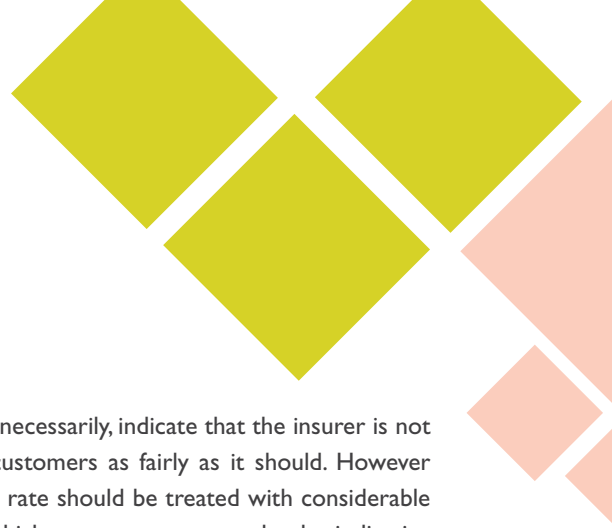 necessarily, indicate that the insurer is not
customers as fairly as it should. However
rate should be treated with considerable